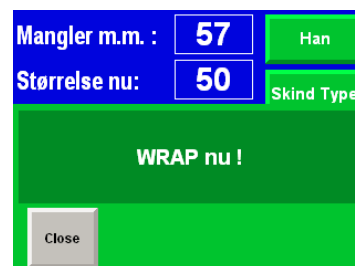 Mangler m.m. : 57 Han
Størrelse nu: 50 Skind Type
WRAP nu !
Close